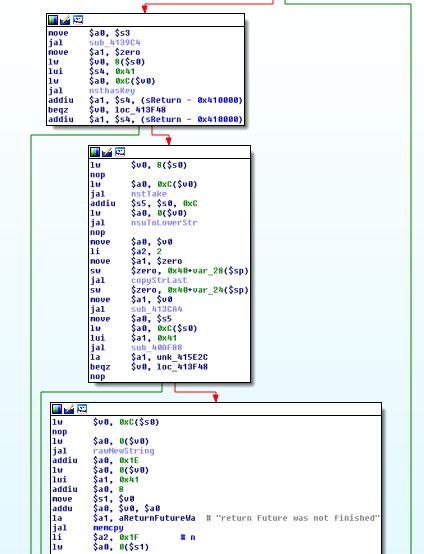 move $a0, $s3
jal sub_4139C4
move $a1, $zero
lw $v0, 8($s0)
lui $s4, 0x41
lw $a0, 0xC($v0)
jal nsthasKey
addiu $a1, $s4, (sReturn - 0x410000)
beqz $v0, loc_413F48
addiu $a1, $s4, (sReturn - 0x410000)
lw $v0, 8($s0)
nop
lw $a0, 0xC($v0)
jal nstTake
addiu $s5, $s0, 0xC
lw $a0, 0($v0)
jal nsuToLowerStr
nop
move $a0, $v0
li $a2, 2
move $a1, $zero
sw $zero, 0x40+var_28($sp)
jal copyStrLast
sw $zero, 0x40+var_24($sp)
move $a1, $v0
jal sub_413CA4
move $a0, $s5
lw $a0, 0xC($s0)
lui $a1, 0x41
jal sub_40AF88
la $a1, unk_415E2C
beqz $v0, loc_413F48
nop
lw $v0, 0xC($s0)
nop
lw $a0, 0($v0)
jal rawNewString
addiu $a0, 0x1E
lw $a0, 0($v0)
lui $a1, 0x41
addiu $a0, 8
move $s1, $v0
addu $a0, $v0, $a0
la $a1, aReturnFutureWa # "return Future was not finished"
jal memcpy
li $a2, 0x1F # n
lw $a0, 0($s1)